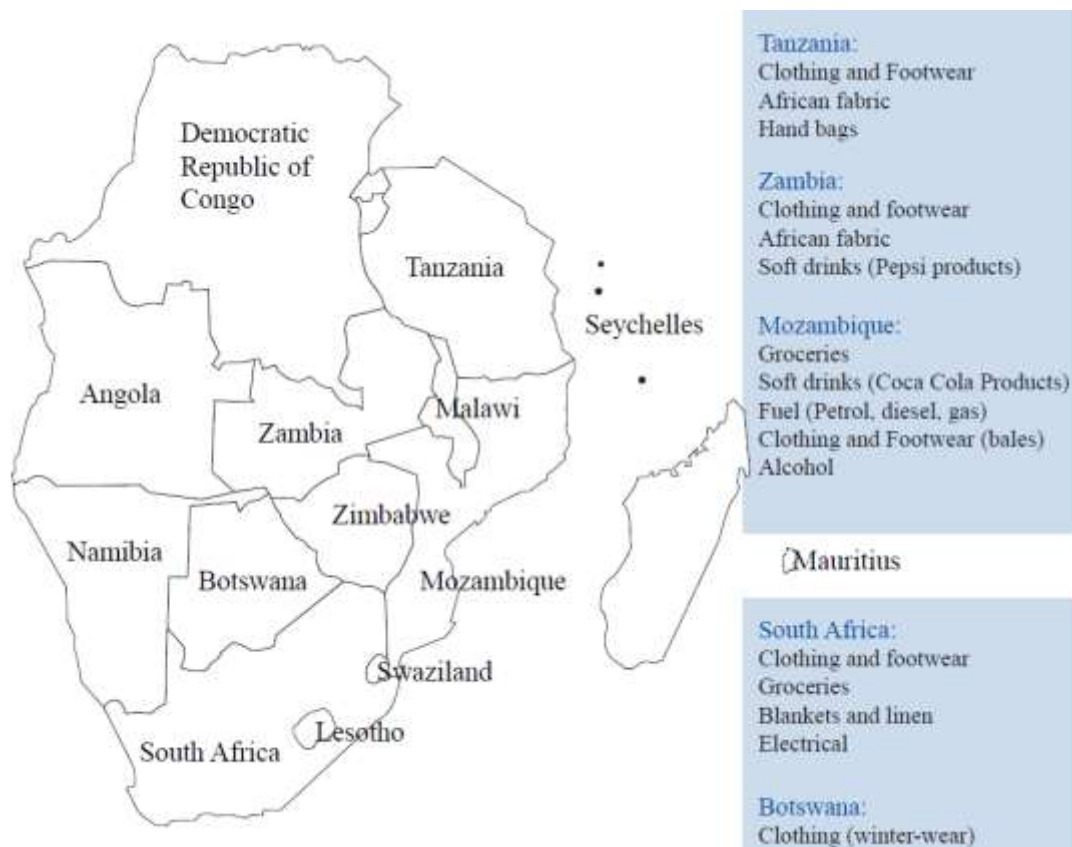 Democratic
Republic of
Congo
Tanzania
Seychelles
Angola
Malawi
Zambia
Zimbabwe
Namibia
Botswana
Mozambique
Swaziland
Lesotho
South Africa
Mauritius
Tanzania:
Clothing and Footwear
African fabric
Hand bags
Zambia:
Clothing and footwear
African fabric
Soft drinks (Pepsi products)
Mozambique:
Groceries
Soft drinks (Coca Cola Products)
Fuel (Petrol, diesel, gas)
Clothing and Footwear (bales)
Alcohol
South Africa:
Clothing and footwear
Groceries
Blankets and linen
Electrical
Botswana:
Clothing (winter-wear)